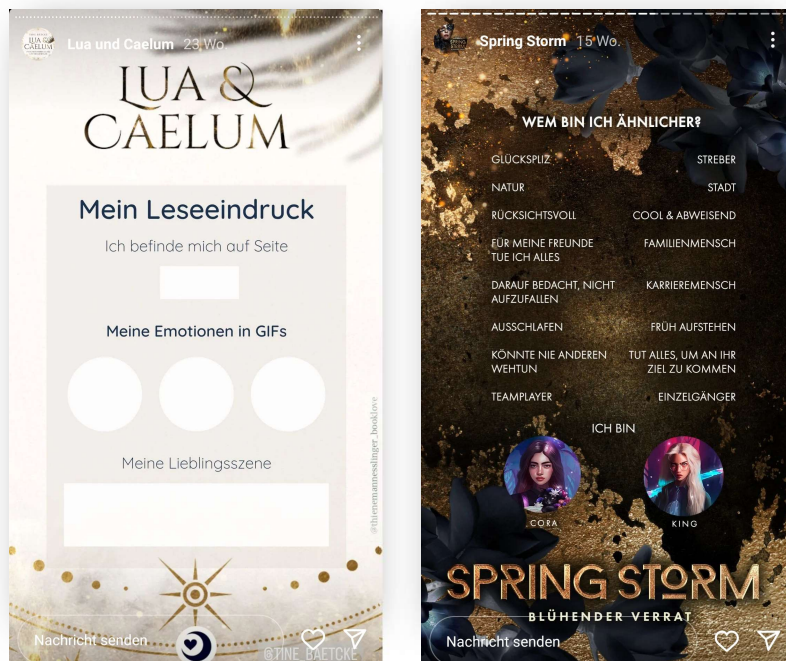 Lua und Caelum 23 Wo.
LUA &
CAELUM
Mein Leseeindruck
Ich befinde mich auf Seite
Meine Emotionen in GIFs
Meine Lieblingsszene
@thienemannesslinger_booklove
Nachricht senden
@TINE_BAETCKE
Spring Storm 15 Wo.
WEM BIN ICH ÄHNLICHER?
GLÜCKSPLIZ STREBER
NATUR STADT
RÜCKSICHTSVOLL COOL & ABWEISEND
FÜR MEINE FREUNDE FAMILIENMENSCH
TUE ICH ALLES
DARAUF BEDACHT, NICHT KARRIEREMENSCH
AUFZUFALLEN
AUSSCHLAFEN FRÜH AUFSTEHEN
KÖNNTE NIE ANDEREN TUT ALLES, UM AN IHR
WEHTUN ZIEL ZU KOMMEN
TEAMPLAYER EINZELGÄNGER
ICH BIN
CORA KING
SPRING STORM
BLÜHENDER VERRAT
Nachricht senden